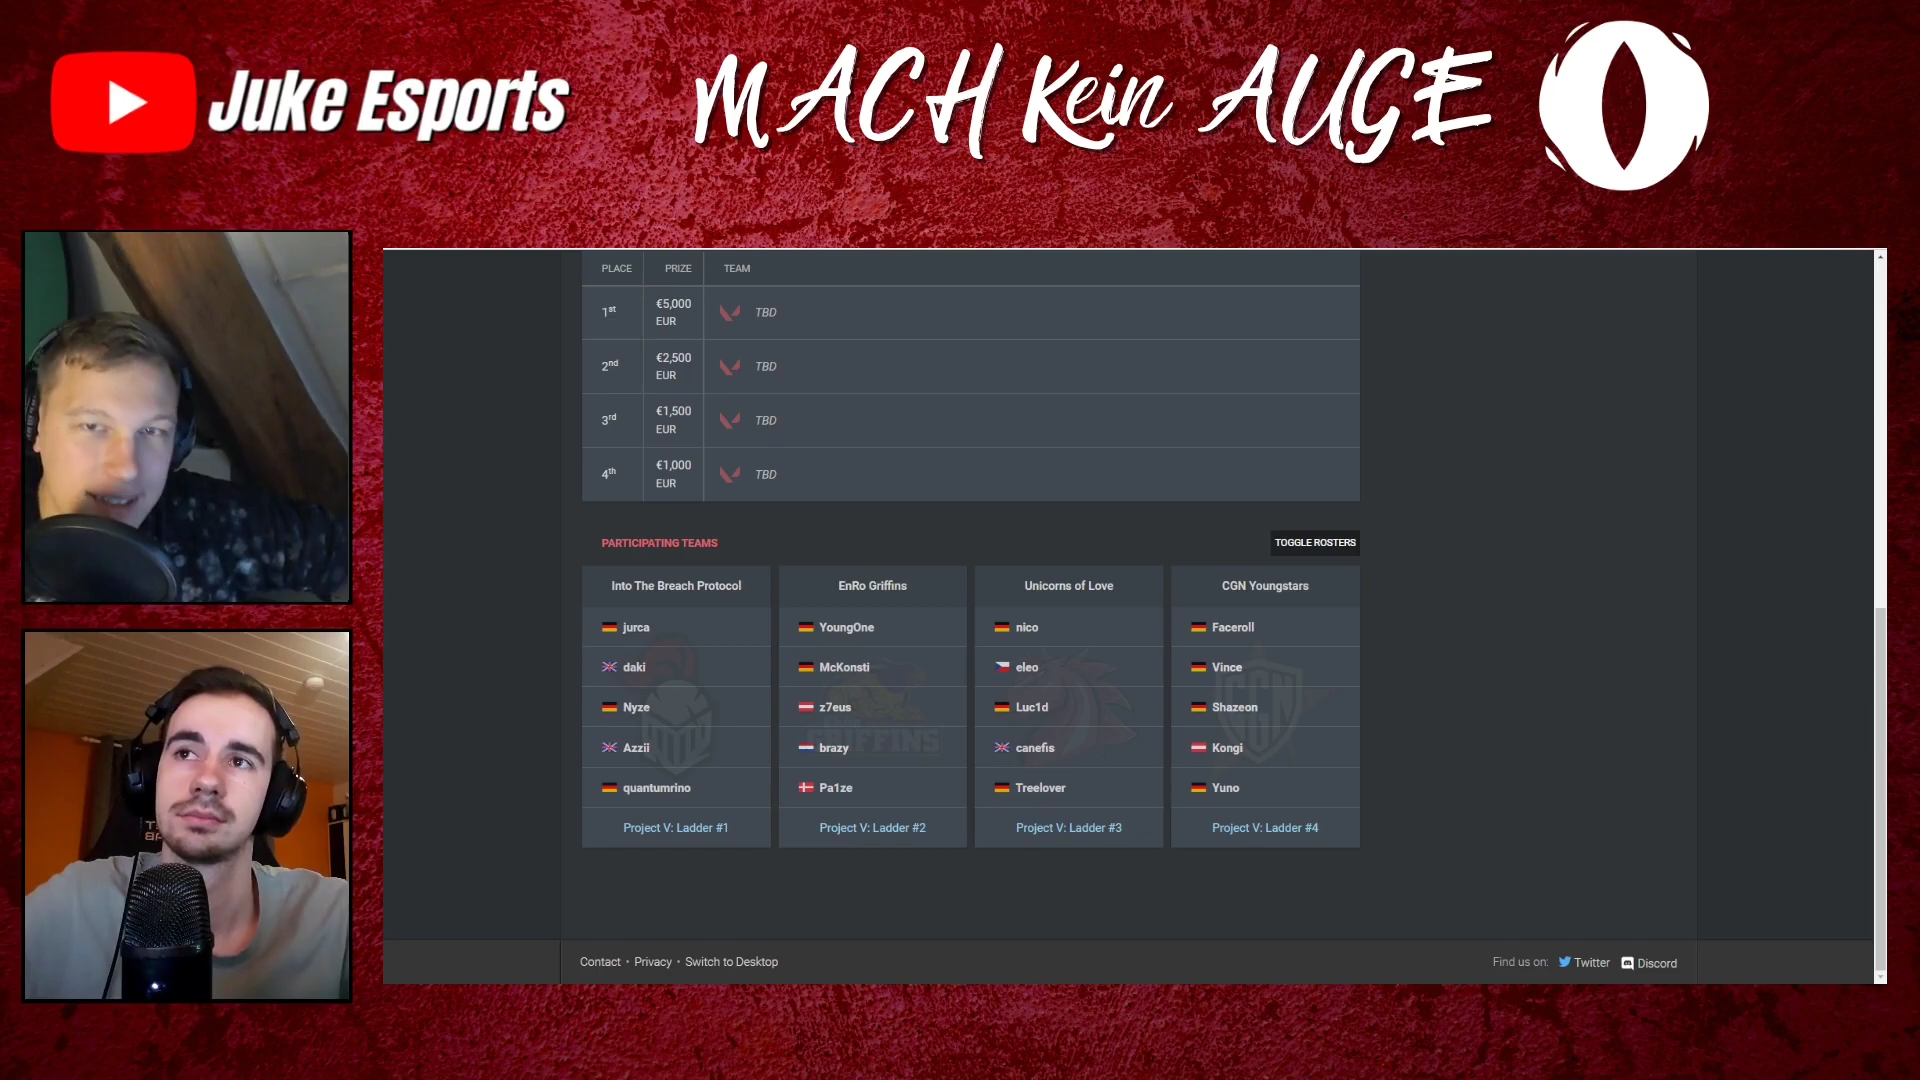 Juke Esports
MACH Kein AUGE
PLACE PRIZE TEAM
1st €5,000 EUR TBD
2nd €2,500 EUR TBD
3rd €1,500 EUR TBD
4th €1,000 EUR TBD
PARTICIPATING TEAMS TOGGLE ROSTERS
Into The Breach Protocol EnRo Griffins Unicorns of Love CGN Youngstars
jurca YoungOne nico Faceroll
daki McKonsti eleo Vince
Nyze z7eus Luc1d Shazeon
Azzii brazy canefis Kongi
quantumrino Pa1ze Treelover Yuno
Project V: Ladder #1 Project V: Ladder #2 Project V: Ladder #3 Project V: Ladder #4
GRIFFINS
CGN
Contact • Privacy • Switch to Desktop Find us on: Twitter Discord